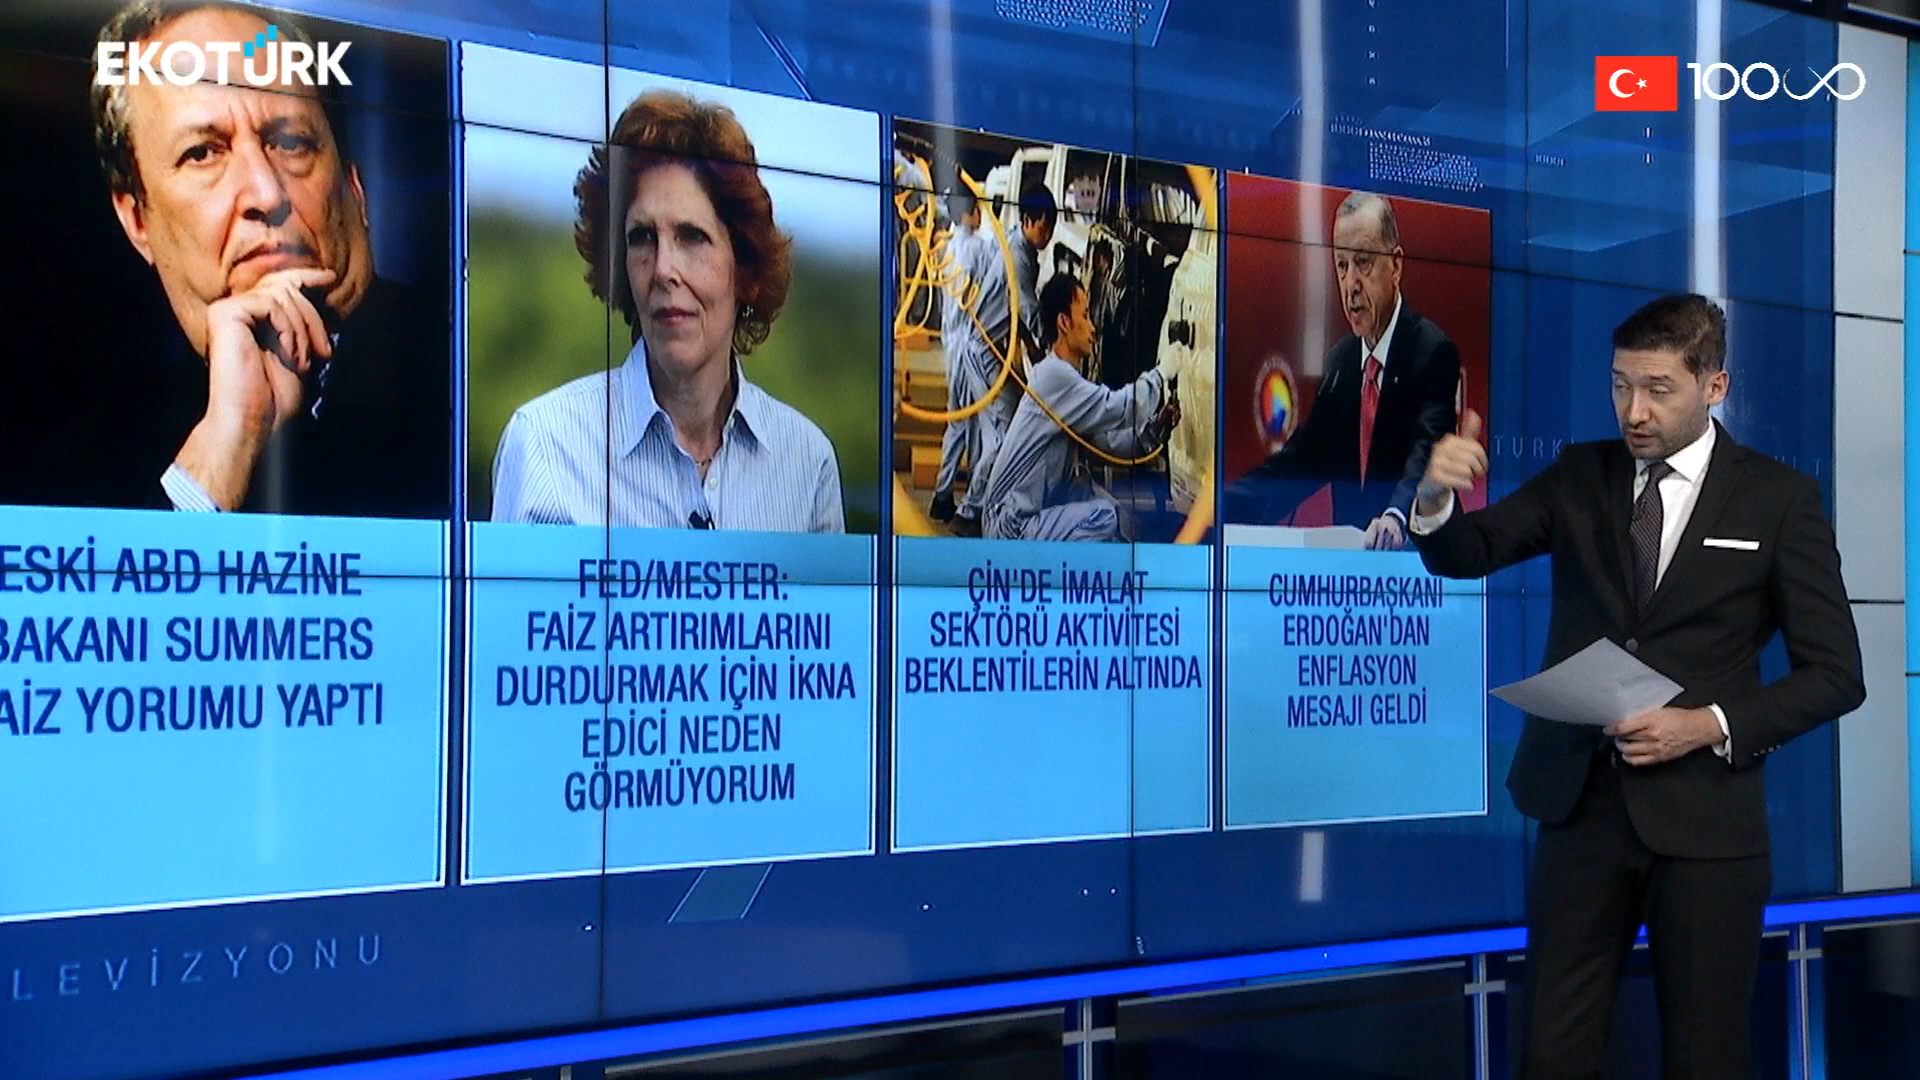 EKOTÜRK
100
ESKİ ABD HAZİNE
BAKANI SUMMERS
FAİZ YORUMU YAPTI
FED/MESTER:
FAİZ ARTIRIMLARINI
DURDURMAK İÇİN İKNA
EDİCİ NEDEN
GÖRMÜYORUM
ÇİN'DE İMALAT
SEKTÖRÜ AKTİVİTESİ
BEKLENTİLERİN ALTINDA
CUMHURBAŞKANI
ERDOĞAN'DAN
ENFLASYON
MESAJI GELDİ
LEVİZYONU